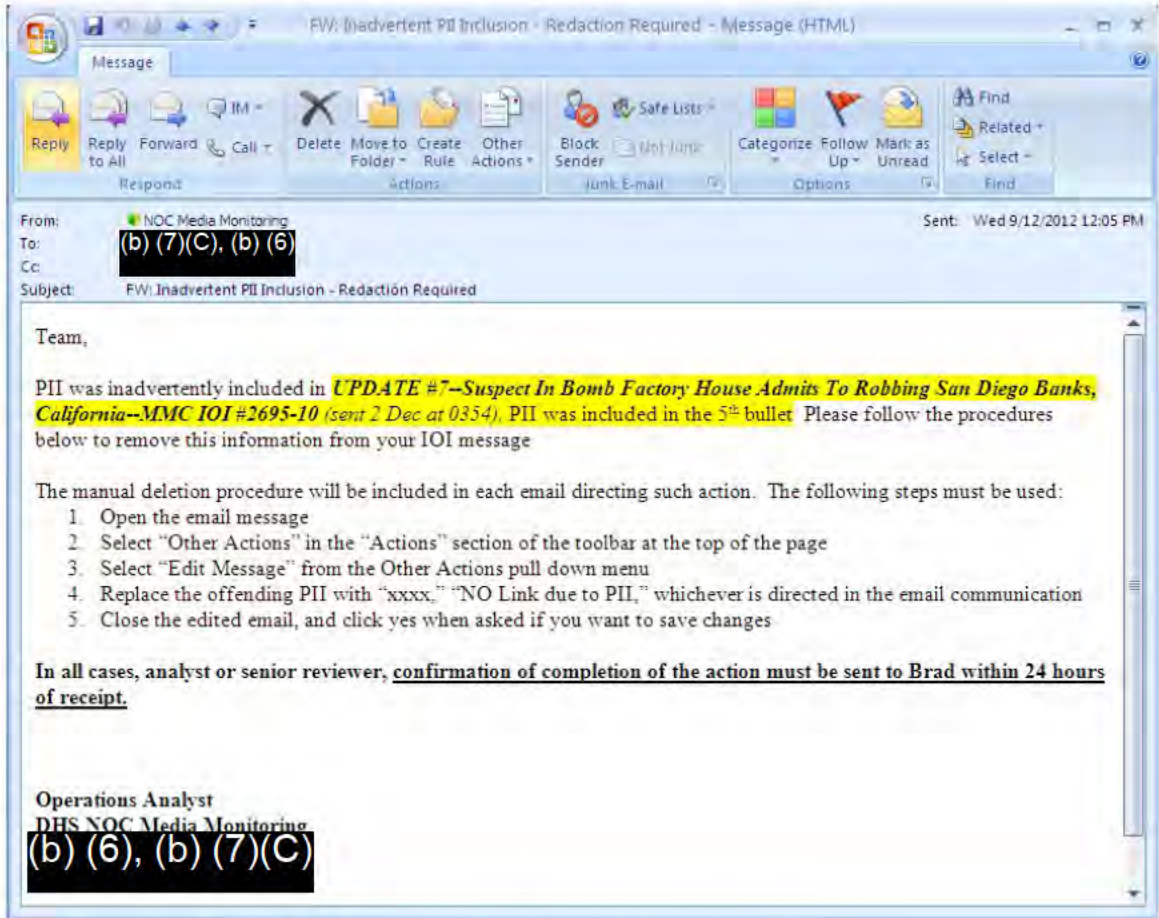 FW: Inadvertent PII Inclusion - Redaction Required - Message (HTML)
Message
Reply
Reply to All
Forward
IM
Call
Delete
Move to Folder
Create Rule
Other Actions
Block Sender
Safe Lists
Not Junk
Categorize
Follow Up
Mark as Unread
Find
Related
Select
Respond
Actions
Junk E-mail
Options
Find
From: NOC Media Monitoring
Sent: Wed 9/12/2012 12:05 PM
To: (b) (7)(C), (b) (6)
Cc:
Subject: FW: Inadvertent PII Inclusion - Redaction Required
Team,
PII was inadvertently included in UPDATE #7--Suspect In Bomb Factory House Admits To Robbing San Diego Banks,
California--MMC IOI #2695-10 (sent 2 Dec at 0354). PII was included in the 5th bullet Please follow the procedures
below to remove this information from your IOI message
The manual deletion procedure will be included in each email directing such action. The following steps must be used:
1. Open the email message
2. Select "Other Actions" in the "Actions" section of the toolbar at the top of the page
3. Select "Edit Message" from the Other Actions pull down menu
4. Replace the offending PII with "xxxx," "NO Link due to PII," whichever is directed in the email communication
5. Close the edited email, and click yes when asked if you want to save changes
In all cases, analyst or senior reviewer, confirmation of completion of the action must be sent to Brad within 24 hours
of receipt.
Operations Analyst
DHS NOC Media Monitoring
(b) (6), (b) (7)(C)